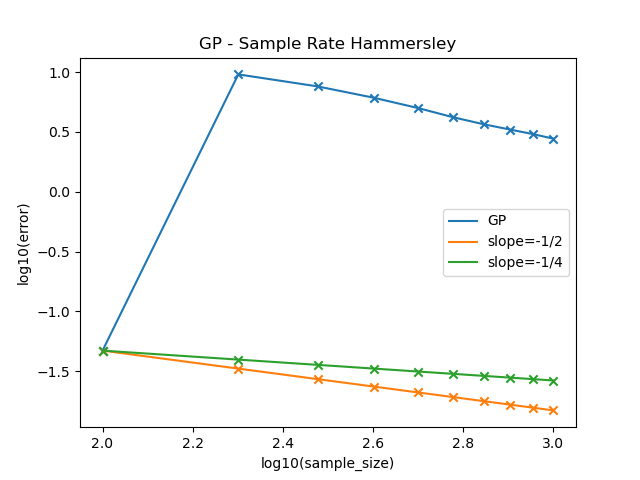 GP - Sample Rate Hammersley
1.0
0.5
0.0
−0.5
−1.0
−1.5
log10(error)
GP
slope=-1/2
slope=-1/4
2.0 2.2 2.4 2.6 2.8 3.0
log10(sample_size)